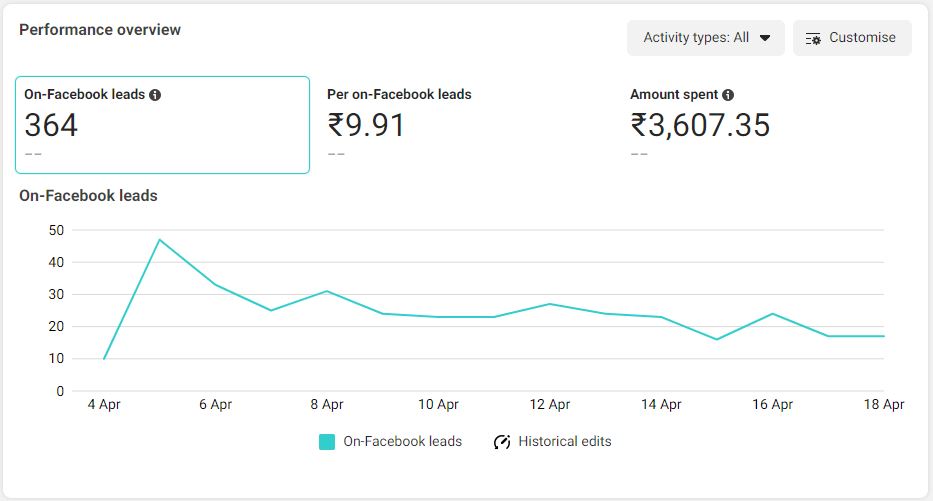 Performance overview
Activity types: All
Customise
On-Facebook leads
364
--
Per on-Facebook leads
₹9.91
--
Amount spent
₹3,607.35
--
On-Facebook leads
50
40
30
20
10
0
4 Apr 6 Apr 8 Apr 10 Apr 12 Apr 14 Apr 16 Apr 18 Apr
On-Facebook leads Historical edits